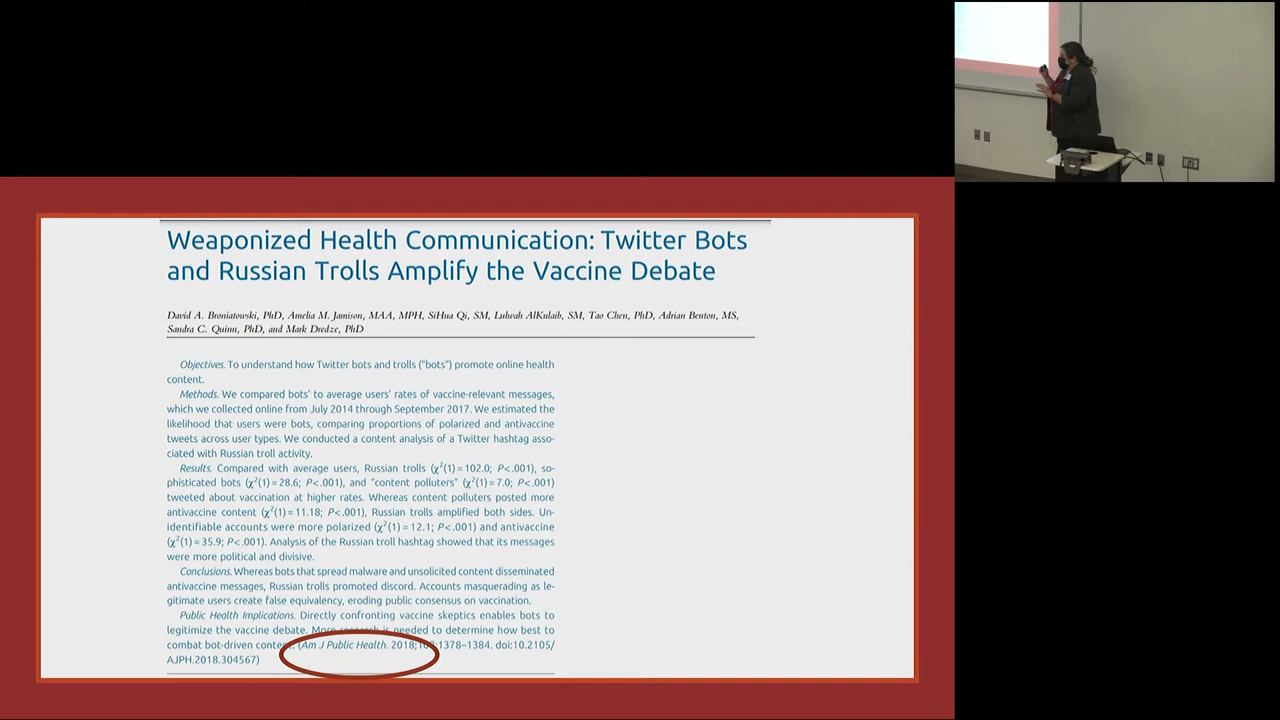 Weaponized Health Communication: Twitter Bots
and Russian Trolls Amplify the Vaccine Debate
David A. Broniatowski, PhD, Amelia M. Jamison, MAA, MPH, SiHua Qi, SM, Lulwah AlKulaib, SM, Tao Chen, PhD, Adrian Benton, MS,
Sandra C. Quinn, PhD, and Mark Dredze, PhD
Objectives. To understand how Twitter bots and trolls ("bots") promote online health
content.
Methods. We compared bots' to average users' rates of vaccine-relevant messages,
which we collected online from July 2014 through September 2017. We estimated the
likelihood that users were bots, comparing proportions of polarized and antivaccine
tweets across user types. We conducted a content analysis of a Twitter hashtag asso-
ciated with Russian troll activity.
Results. Compared with average users, Russian trolls (χ²(1)=102.0; P<.001), so-
phisticated bots (χ²(1)=28.6; P<.001), and "content polluters" (χ²(1)=7.0; P<.001)
tweeted about vaccination at higher rates. Whereas content polluters posted more
antivaccine content (χ²(1)=11.18; P<.001), Russian trolls amplified both sides. Un-
identifiable accounts were more polarized (χ²(1)=12.1; P<.001) and antivaccine
(χ²(1)=35.9; P<.001). Analysis of the Russian troll hashtag showed that its messages
were more political and divisive.
Conclusions. Whereas bots that spread malware and unsolicited content disseminated
antivaccine messages, Russian trolls promoted discord. Accounts masquerading as le-
gitimate users create false equivalency, eroding public consensus on vaccination.
Public Health Implications. Directly confronting vaccine skeptics enables bots to
legitimize the vaccine debate. More research is needed to determine how best to
combat bot-driven content. (Am J Public Health. 2018;108:1378–1384. doi:10.2105/
AJPH.2018.304567)